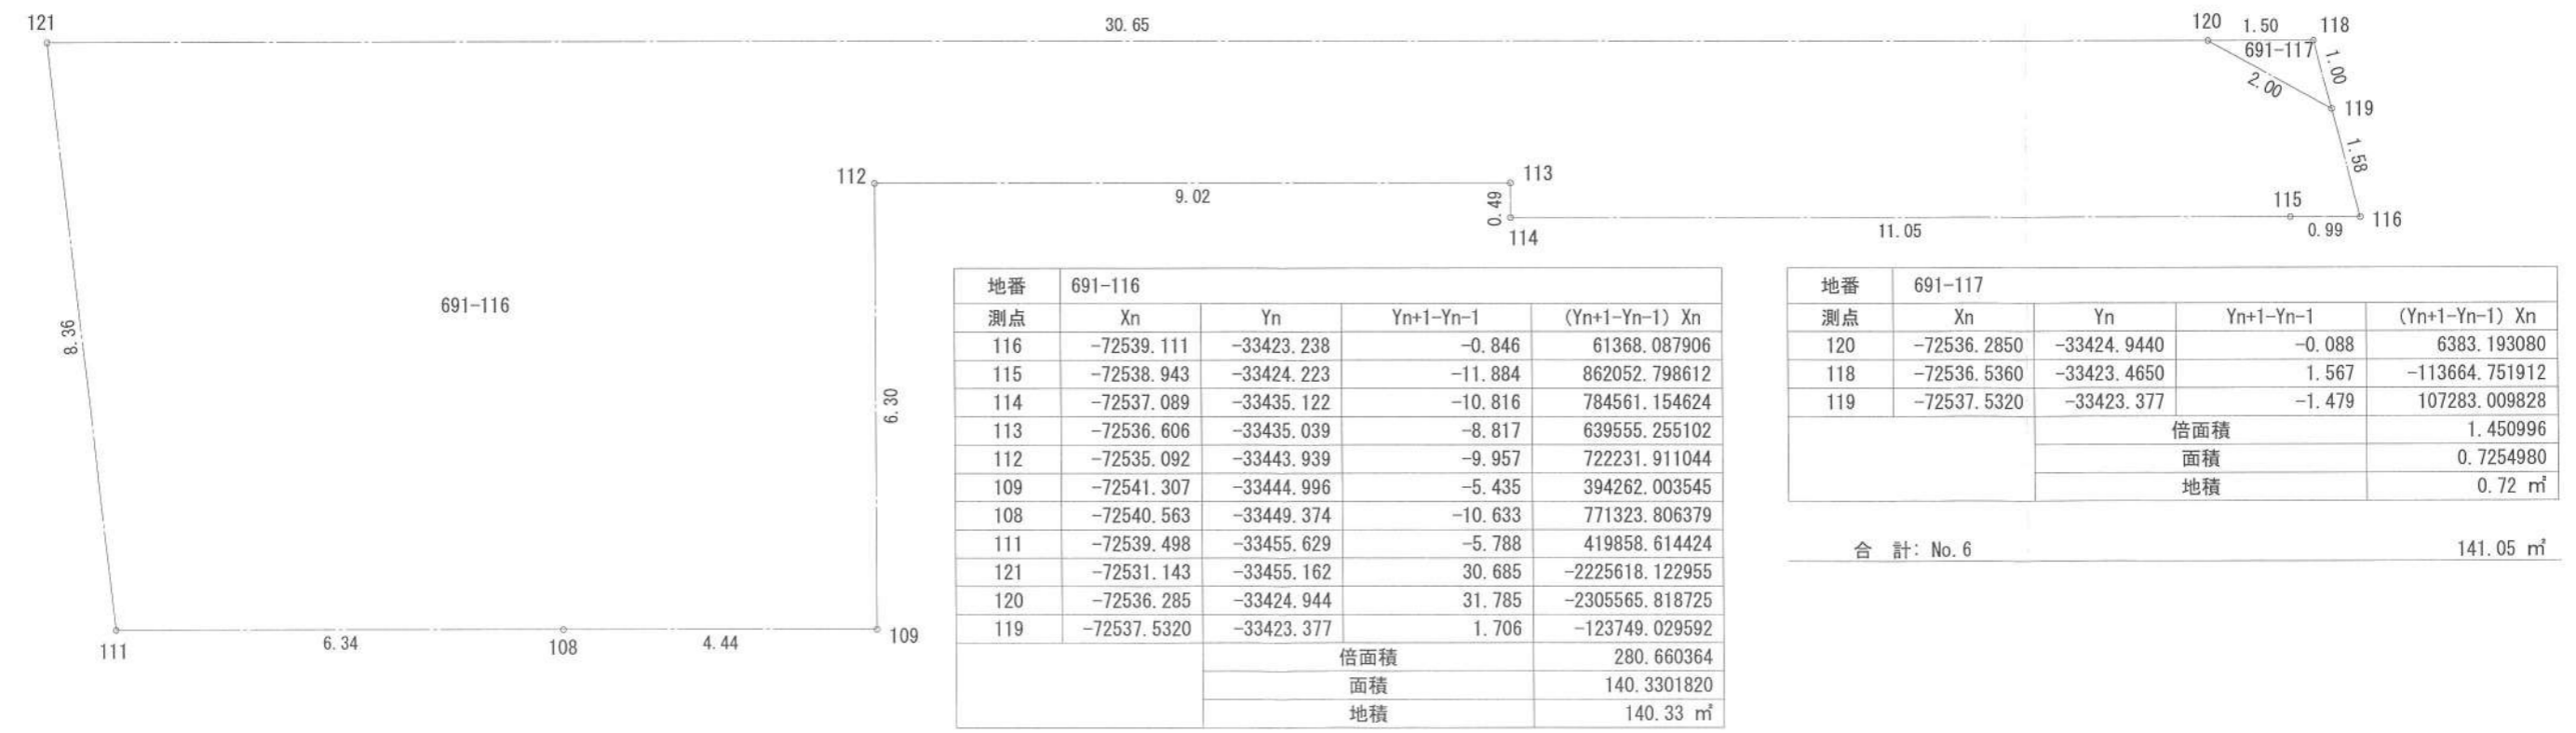 121
30.65
120
1.50
118
691-117
1.00
2.00
119
1.58
112
9.02
113
0.49
114
11.05
115
0.99
116
691-116
8.36
6.30
111
6.34
108
4.44
109
地番 691-116
測点 Xn Yn Yn+1-Yn-1 (Yn+1-Yn-1) Xn
116 -72539.111 -33423.238 -0.846 61368.087906
115 -72538.943 -33424.223 -11.884 862052.798612
114 -72537.089 -33435.122 -10.816 784561.154624
113 -72536.606 -33435.039 -8.817 639555.255102
112 -72535.092 -33443.939 -9.957 722231.911044
109 -72541.307 -33444.996 -5.435 394262.003545
108 -72540.563 -33449.374 -10.633 771323.806379
111 -72539.498 -33455.629 -5.788 419858.614424
121 -72531.143 -33455.162 30.685 -2225618.122955
120 -72536.285 -33424.944 31.785 -2305565.818725
119 -72537.5320 -33423.377 1.706 -123749.029592
倍面積 280.660364
面積 140.3301820
地積 140.33 ㎡
地番 691-117
測点 Xn Yn Yn+1-Yn-1 (Yn+1-Yn-1) Xn
120 -72536.2850 -33424.9440 -0.088 6383.193080
118 -72536.5360 -33423.4650 1.567 -113664.751912
119 -72537.5320 -33423.377 -1.479 107283.009828
倍面積 1.450996
面積 0.7254980
地積 0.72 ㎡
合 計: No.6 141.05 ㎡